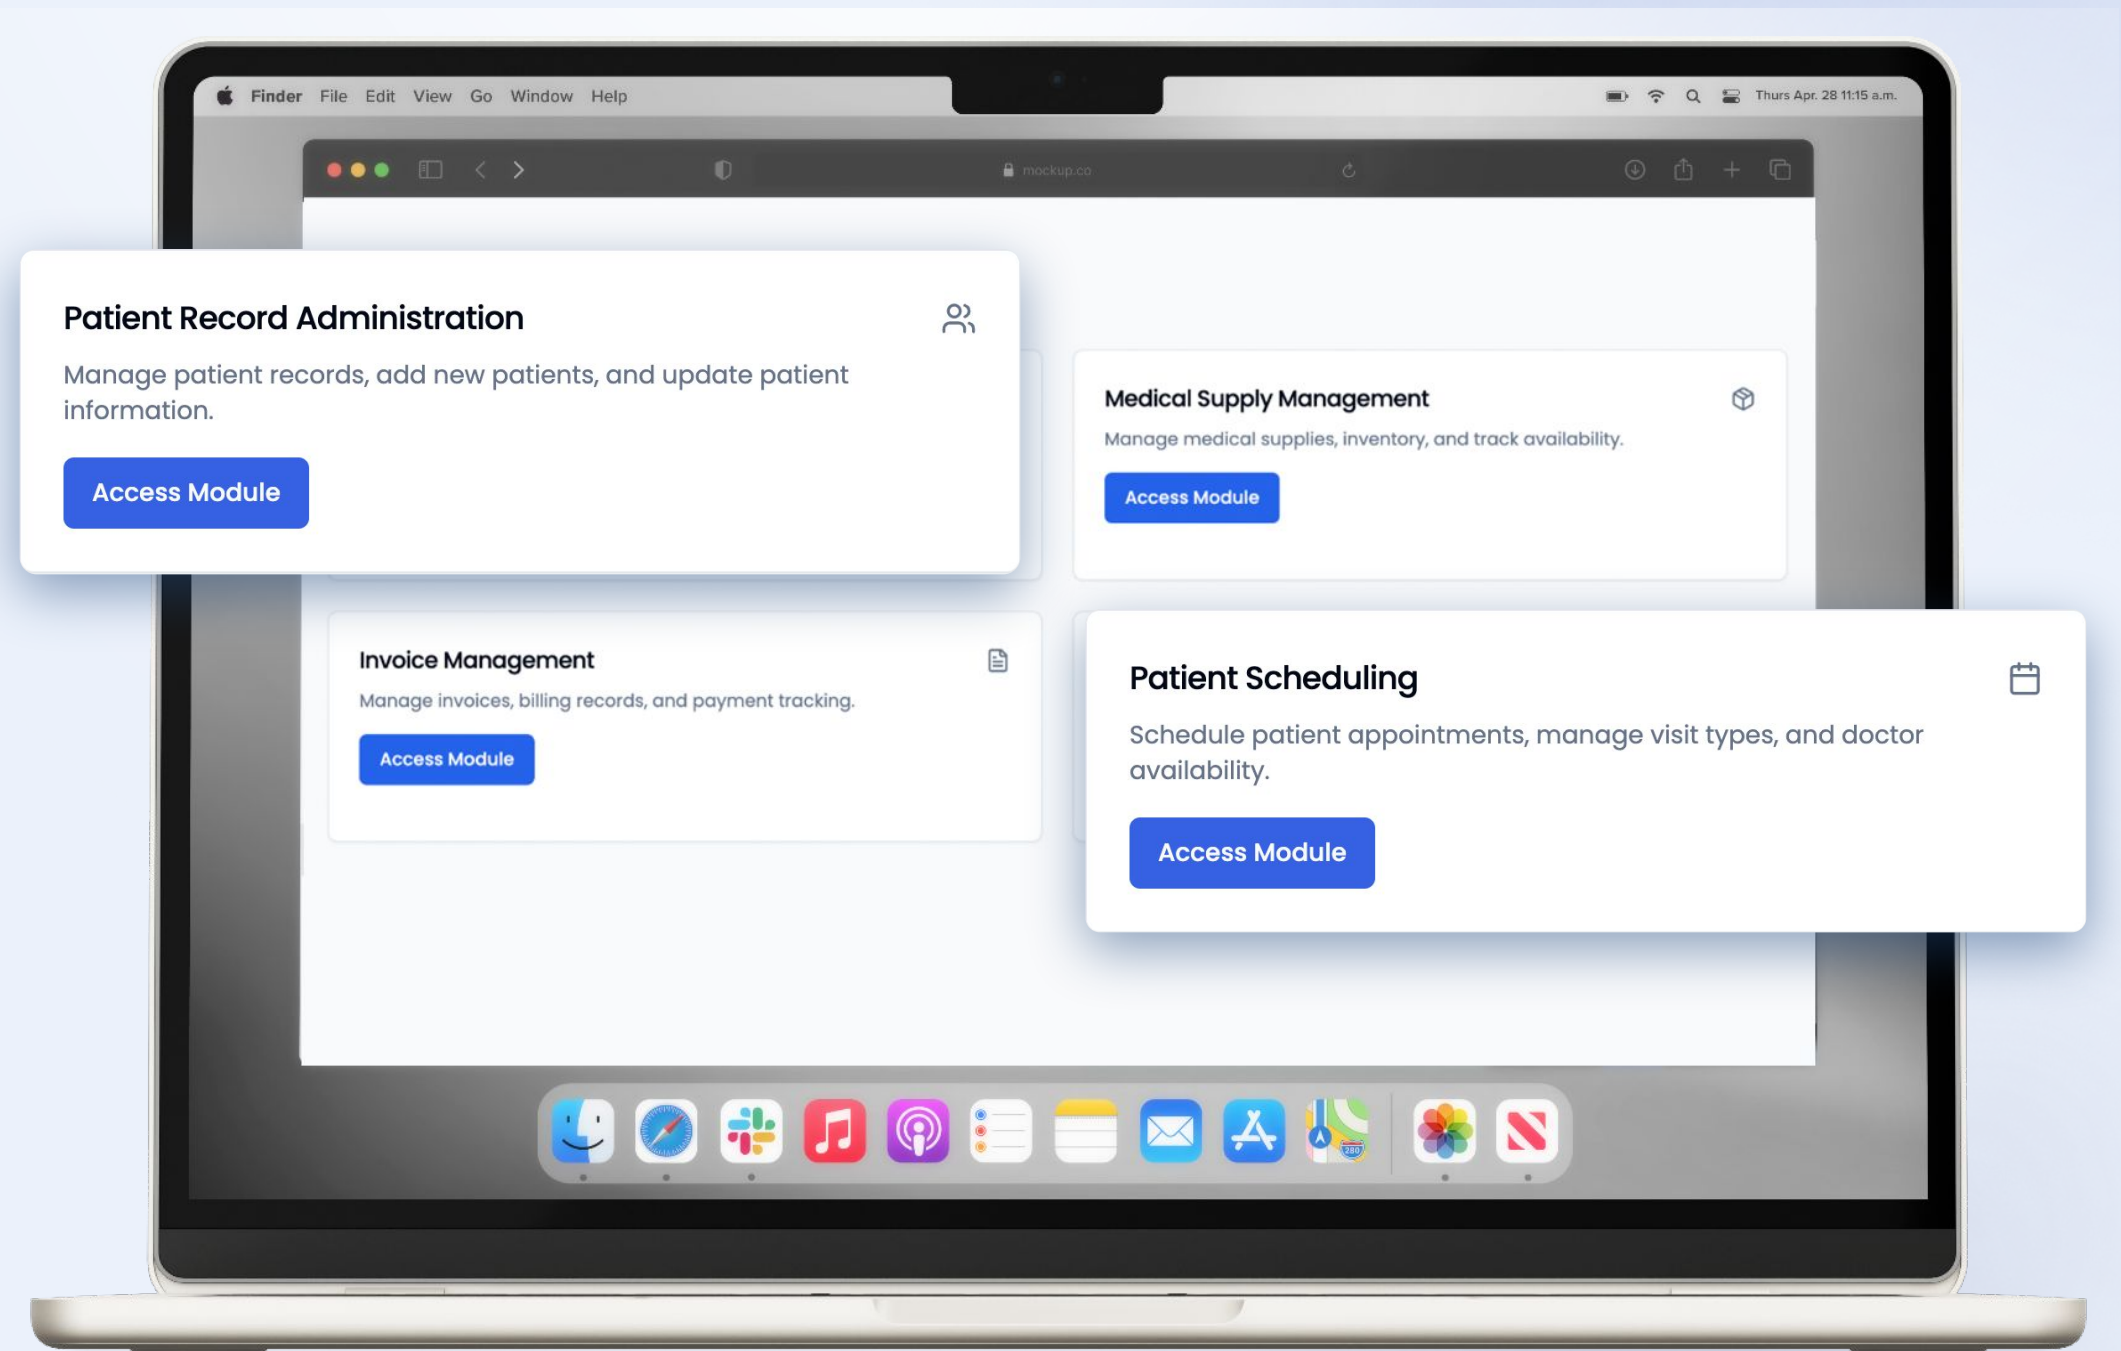 Finder File Edit View Go Window Help
Thurs Apr. 28 11:15 a.m.
mockup.co
Patient Record Administration
Manage patient records, add new patients, and update patient
information.
Access Module
Medical Supply Management
Manage medical supplies, inventory, and track availability.
Access Module
Invoice Management
Manage invoices, billing records, and payment tracking.
Access Module
Patient Scheduling
Schedule patient appointments, manage visit types, and doctor
availability.
Access Module
280